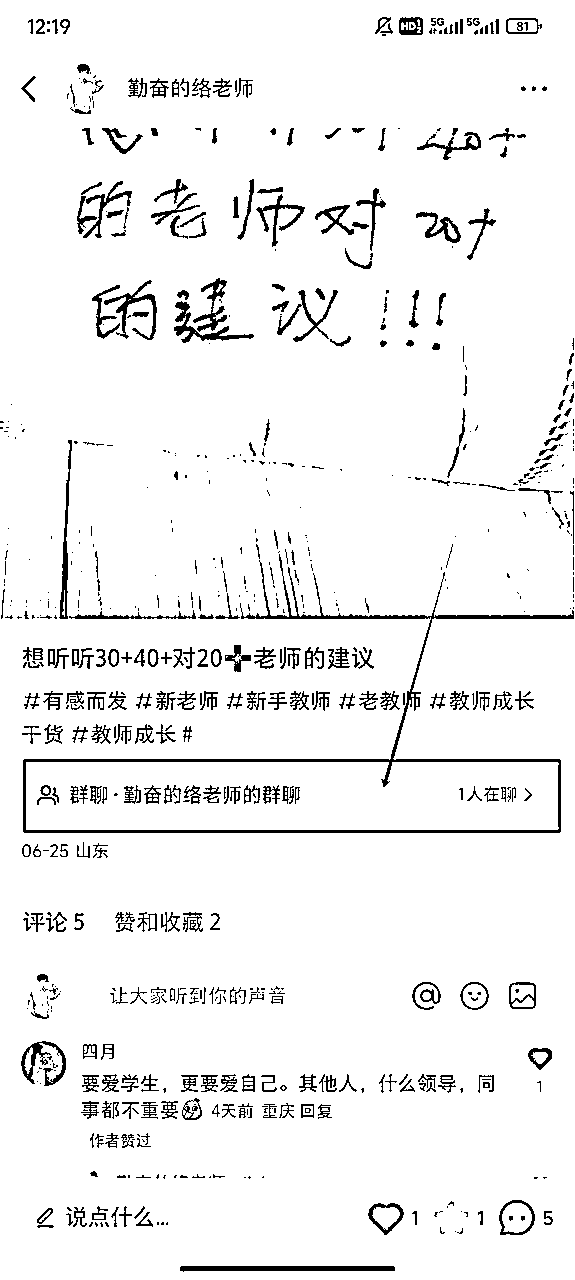 12:19
HD 5G 5G 81
勤奋的络老师
40+
的老师对 20+
的建议!!!
想听听30+40+对20➕老师的建议
#有感而发 #新老师 #新手教师 #老教师 #教师成长
干货 #教师成长 #
群聊·勤奋的络老师的群聊 1人在聊
06-25 山东
评论 5 赞和收藏 2
让大家听到你的声音
四月
要爱学生，更要爱自己。其他人，什么领导，同
事都不重要 4天前 重庆 回复
1
作者赞过
说点什么... 1 1 5